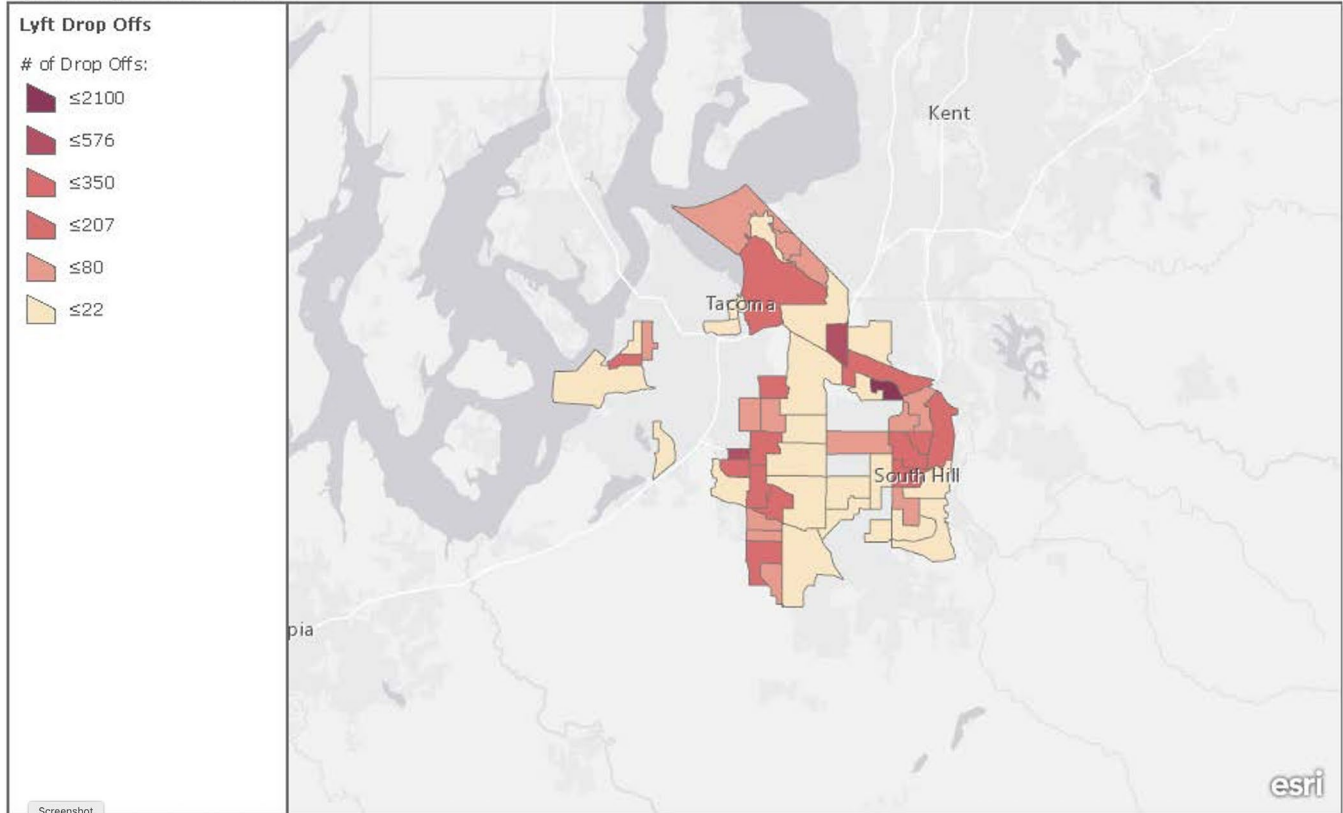 Lyft Drop Offs
# of Drop Offs:
≤2100
≤576
≤350
≤207
≤80
≤22
Kent
Tacoma
South Hill
pia
esri
Screenshot